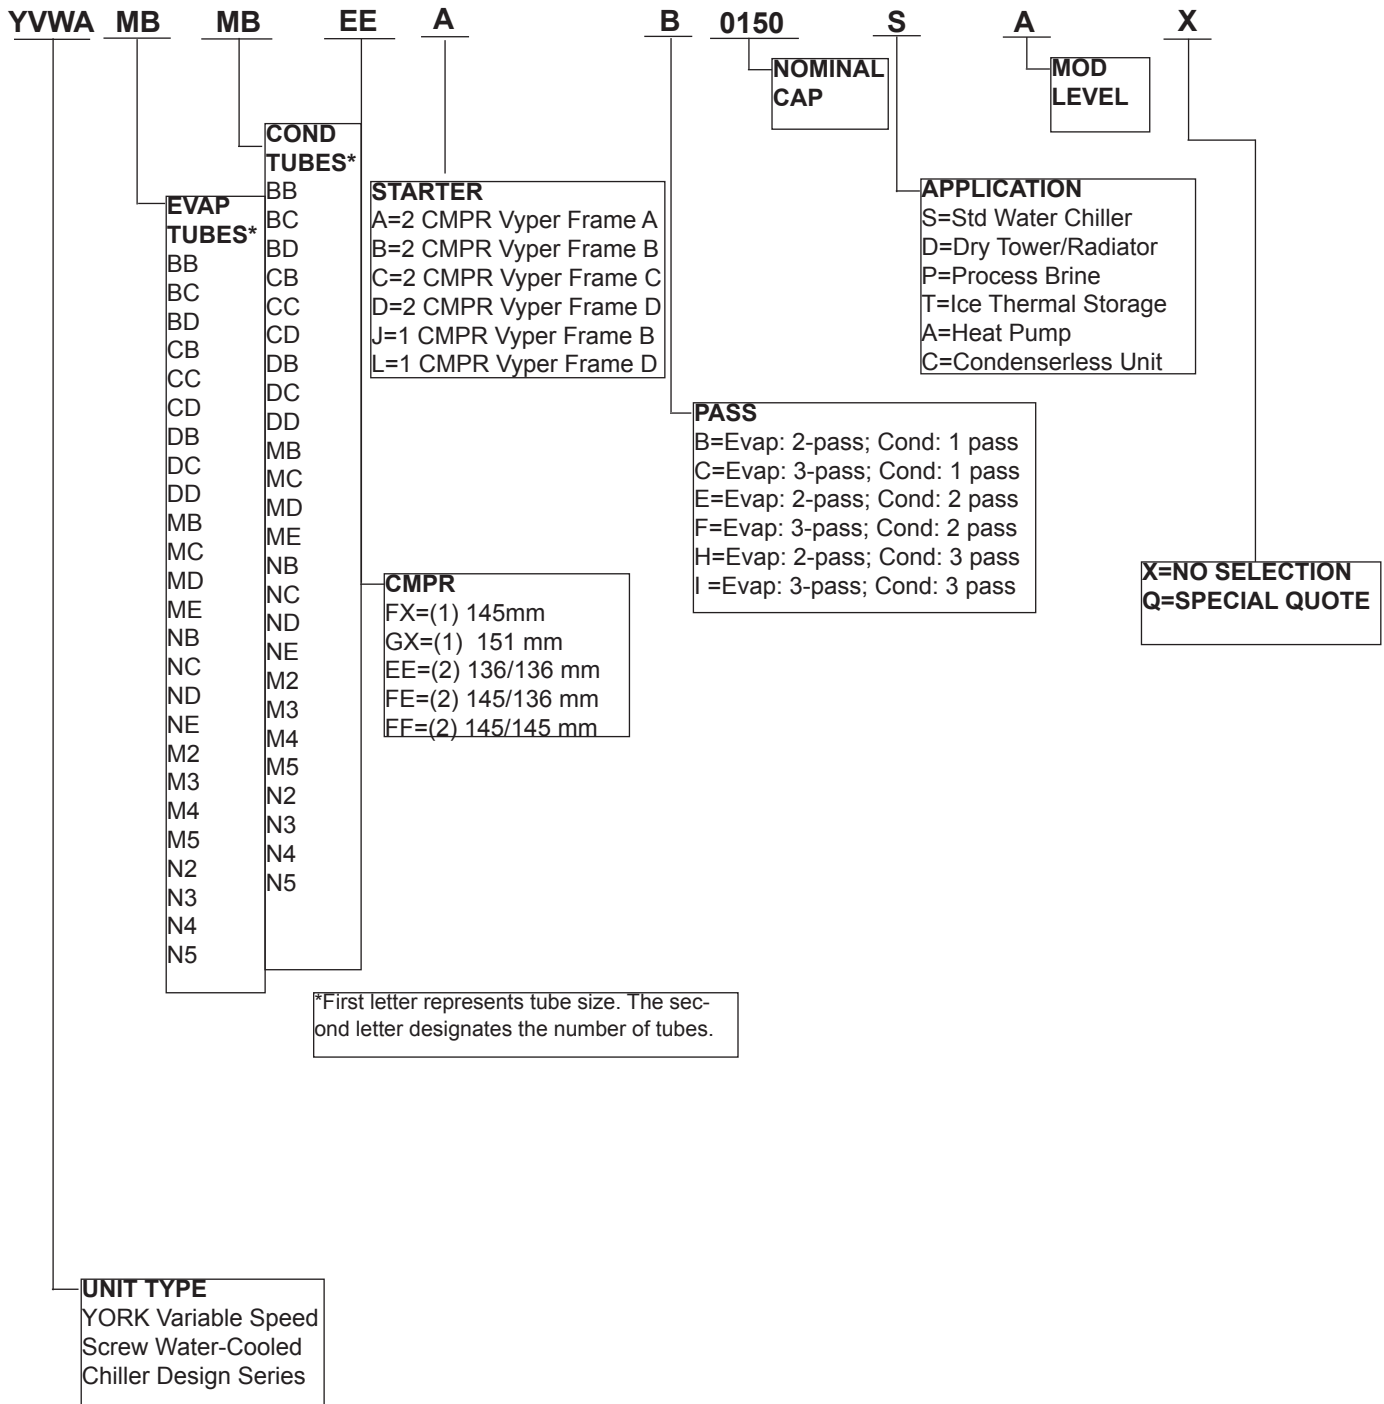 YVWA MB MB EE A B 0150 S A X
NOMINAL
CAP
MOD
LEVEL
COND
TUBES*
BB
BC
BD
CB
CC
CD
DB
DC
DD
MB
MC
MD
ME
NB
NC
ND
NE
M2
M3
M4
M5
N2
N3
N4
N5
EVAP
TUBES*
BB
BC
BD
CB
CC
CD
DB
DC
DD
MB
MC
MD
ME
NB
NC
ND
NE
M2
M3
M4
M5
N2
N3
N4
N5
STARTER
A=2 CMPR Vyper Frame A
B=2 CMPR Vyper Frame B
C=2 CMPR Vyper Frame C
D=2 CMPR Vyper Frame D
J=1 CMPR Vyper Frame B
L=1 CMPR Vyper Frame D
APPLICATION
S=Std Water Chiller
D=Dry Tower/Radiator
P=Process Brine
T=Ice Thermal Storage
A=Heat Pump
C=Condenserless Unit
PASS
B=Evap: 2-pass; Cond: 1 pass
C=Evap: 3-pass; Cond: 1 pass
E=Evap: 2-pass; Cond: 2 pass
F=Evap: 3-pass; Cond: 2 pass
H=Evap: 2-pass; Cond: 3 pass
I =Evap: 3-pass; Cond: 3 pass
CMPR
FX=(1) 145mm
GX=(1) 151 mm
EE=(2) 136/136 mm
FE=(2) 145/136 mm
FF=(2) 145/145 mm
X=NO SELECTION
Q=SPECIAL QUOTE
*First letter represents tube size. The sec-
ond letter designates the number of tubes.
UNIT TYPE
YORK Variable Speed
Screw Water-Cooled
Chiller Design Series